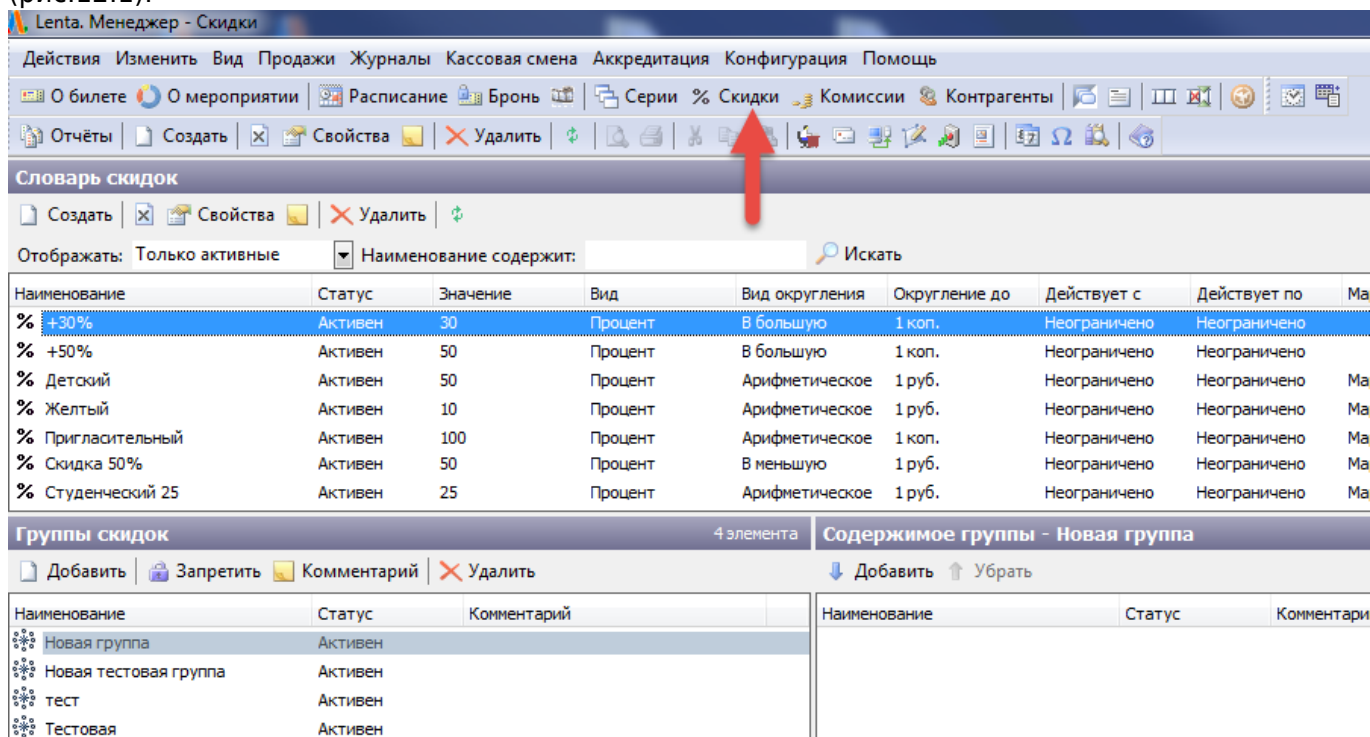 Lenta. Менеджер - Скидки
Действия Изменить Вид Продажи Журналы Кассовая смена Аккредитация Конфигурация Помощь
О билете О мероприятии Расписание Бронь Серии % Скидки Комиссии Контрагенты
Отчёты Создать Свойства Удалить
Словарь скидок
Создать Свойства Удалить
Отображать: Только активные Наименование содержит: Искать
Наименование Статус Значение Вид Вид округления Округление до Действует с Действует по Ма
% +30% Активен 30 Процент В большую 1 коп. Неограничено Неограничено
% +50% Активен 50 Процент В большую 1 коп. Неограничено Неограничено
% Детский Активен 50 Процент Арифметическое 1 руб. Неограничено Неограничено Ма
% Желтый Активен 10 Процент Арифметическое 1 руб. Неограничено Неограничено Ма
% Пригласительный Активен 100 Процент Арифметическое 1 коп. Неограничено Неограничено Ма
% Скидка 50% Активен 50 Процент В меньшую 1 руб. Неограничено Неограничено Ма
% Студенческий 25 Активен 25 Процент Арифметическое 1 руб. Неограничено Неограничено Ма
Группы скидок 4 элемента Содержимое группы - Новая группа
Добавить Запретить Комментарий Удалить Добавить Убрать
Наименование Статус Комментарий Наименование Статус Комментари
Новая группа Активен
Новая тестовая группа Активен
тест Активен
Тестовая Активен